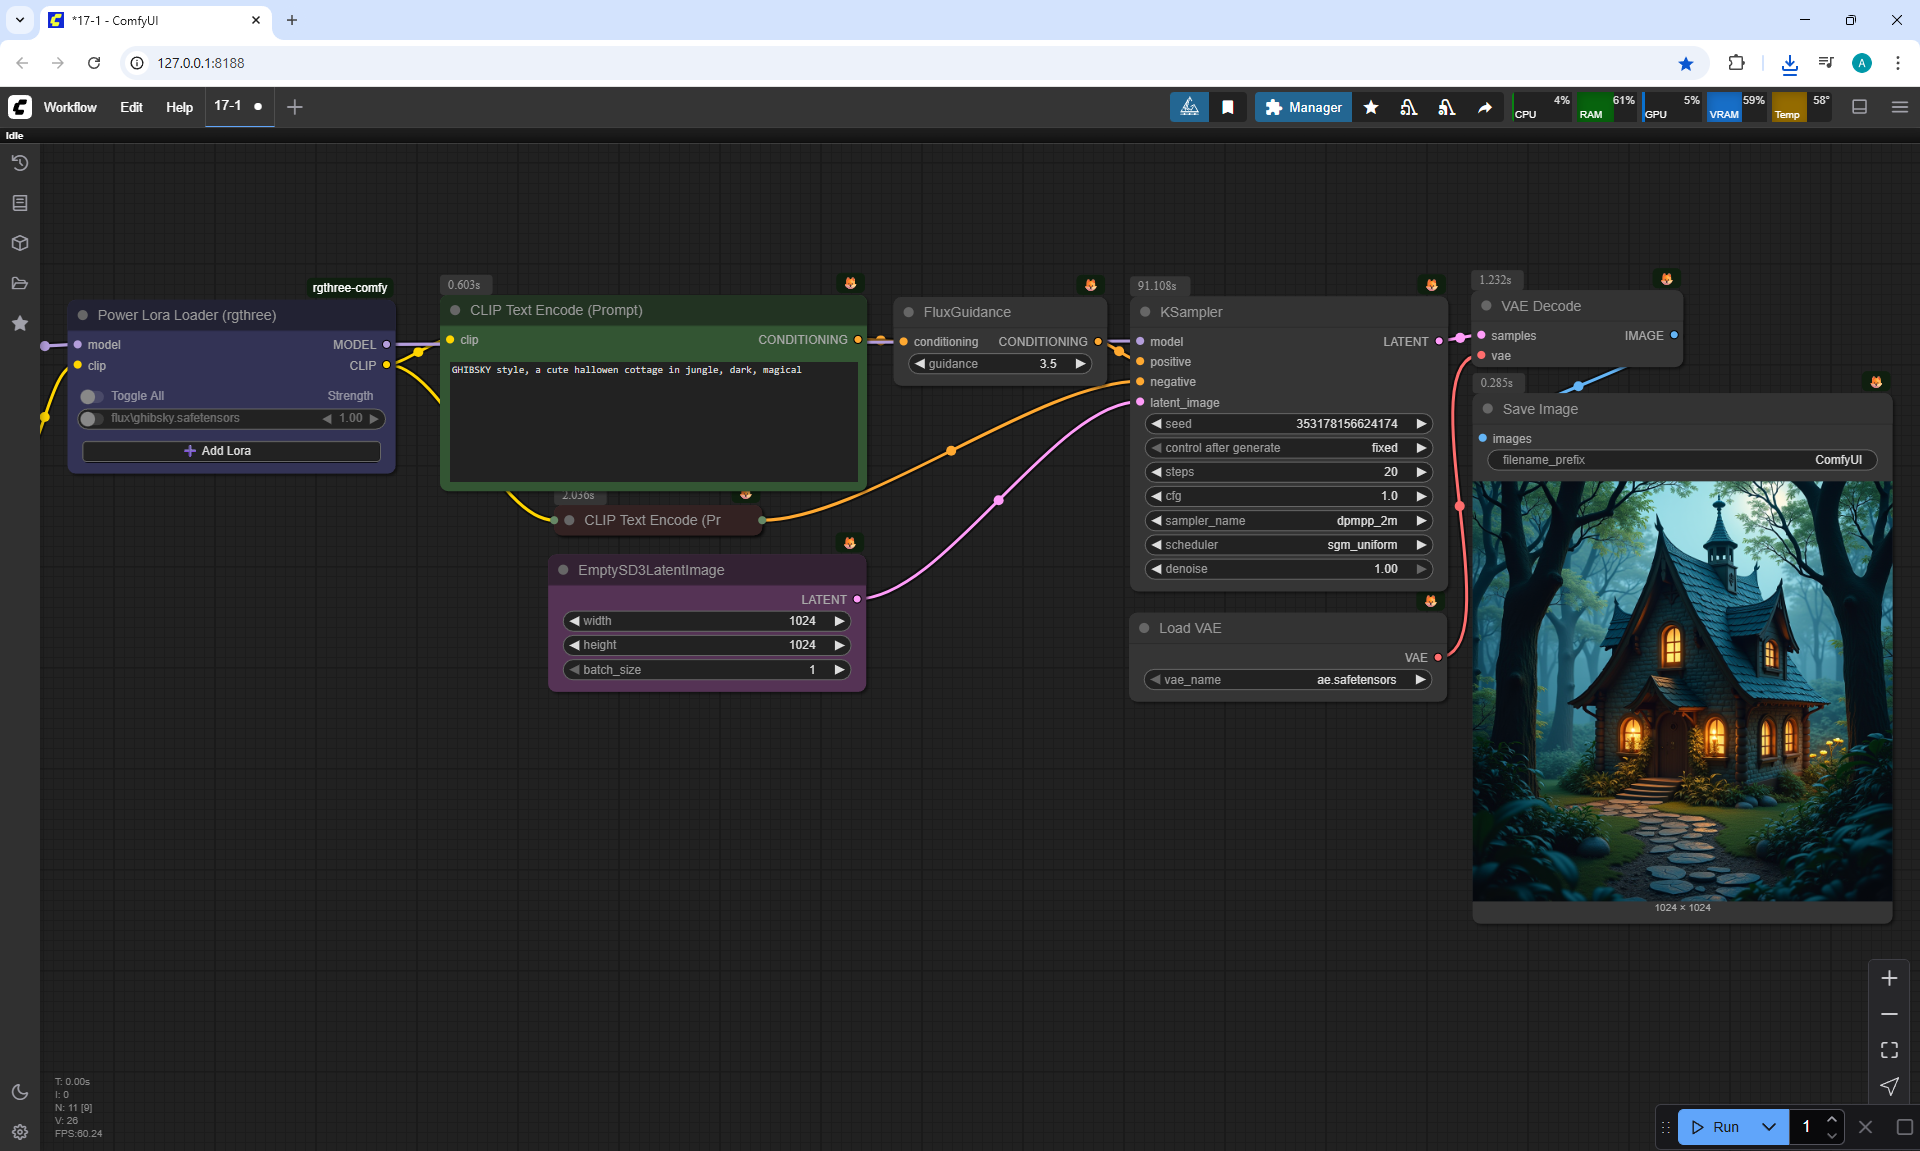 *17-1 - ComfyUI
127.0.0.1:8188
A
Workflow Edit Help 17-1
Manager
CPU 4% RAM 61% GPU 5% VRAM 59% Temp 58°
Idle
rgthree-comfy
Power Lora Loader (rgthree)
model MODEL
clip CLIP
Toggle All Strength
flux\ghibsky.safetensors 1.00
Add Lora
0.603s
CLIP Text Encode (Prompt)
clip CONDITIONING
GHIBSKY style, a cute hallowen cottage in jungle, dark, magical
2.036s
CLIP Text Encode (Pr
EmptySD3LatentImage
LATENT
width 1024
height 1024
batch_size 1
FluxGuidance
conditioning CONDITIONING
guidance 3.5
91.108s
KSampler
model LATENT
positive
negative
latent_image
seed 353178156624174
control after generate fixed
steps 20
cfg 1.0
sampler_name dpmpp_2m
scheduler sgm_uniform
denoise 1.00
Load VAE
VAE
vae_name ae.safetensors
1.232s
VAE Decode
samples IMAGE
vae
0.285s
Save Image
images
filename_prefix ComfyUI
1024 × 1024
T: 0.00s
I: 0
N: 11 [9]
V: 26
FPS:60.24
Run 1